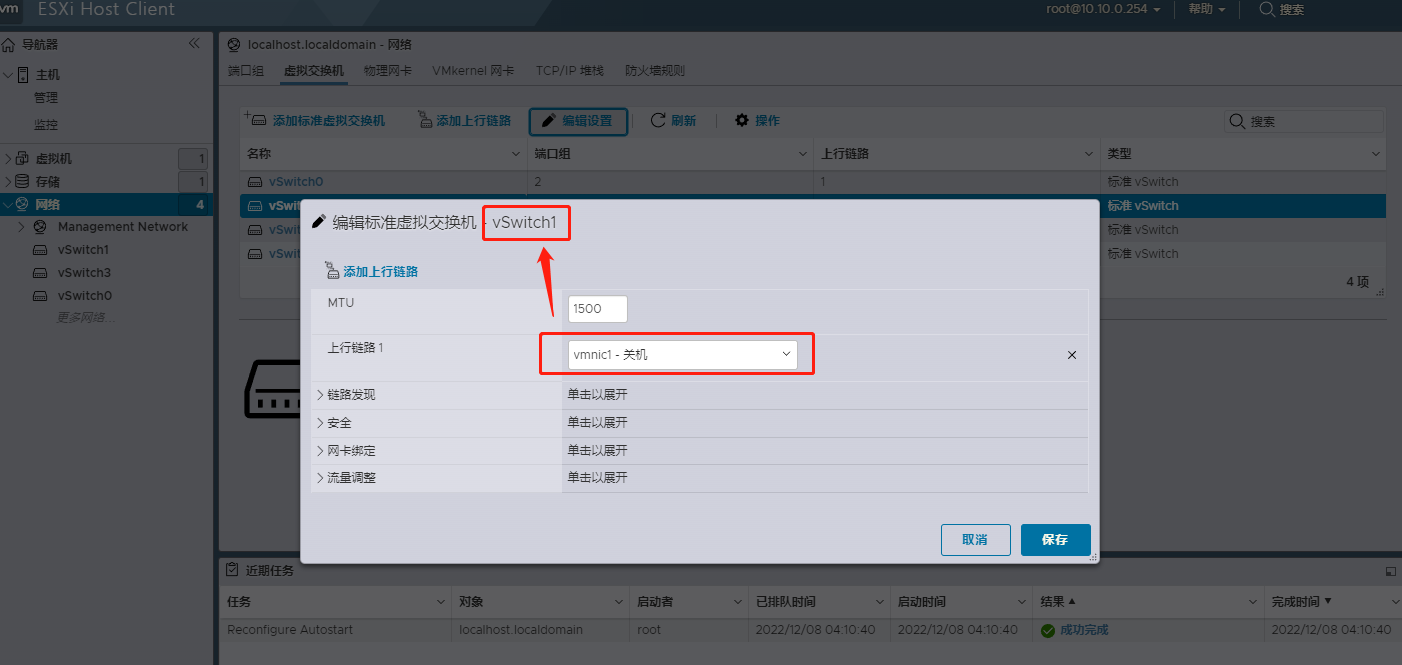 vm ESXi Host Client root@10.10.0.254 帮助 搜索
导航器
主机
管理
监控
虚拟机 1
存储 1
网络 4
Management Network
vSwitch1
vSwitch3
vSwitch0
更多网络...
localhost.localdomain - 网络
端口组 虚拟交换机 物理网卡 VMkernel 网卡 TCP/IP 堆栈 防火墙规则
添加标准虚拟交换机 添加上行链路 编辑设置 刷新 操作 搜索
名称 端口组 上行链路 类型
vSwitch0 2 1 标准 vSwitch
vSwit 标准 vSwitch
vSwit 标准 vSwitch
vSwit 标准 vSwitch
4 项
编辑标准虚拟交换机 - vSwitch1
添加上行链路
MTU 1500
上行链路 1 vmnic1 - 关机
链路发现 单击以展开
安全 单击以展开
网卡绑定 单击以展开
流量调整 单击以展开
取消 保存
近期任务
任务 对象 启动者 已排队时间 启动时间 结果 完成时间
Reconfigure Autostart localhost.localdomain root 2022/12/08 04:10:40 2022/12/08 04:10:40 成功完成 2022/12/08 04:10:40